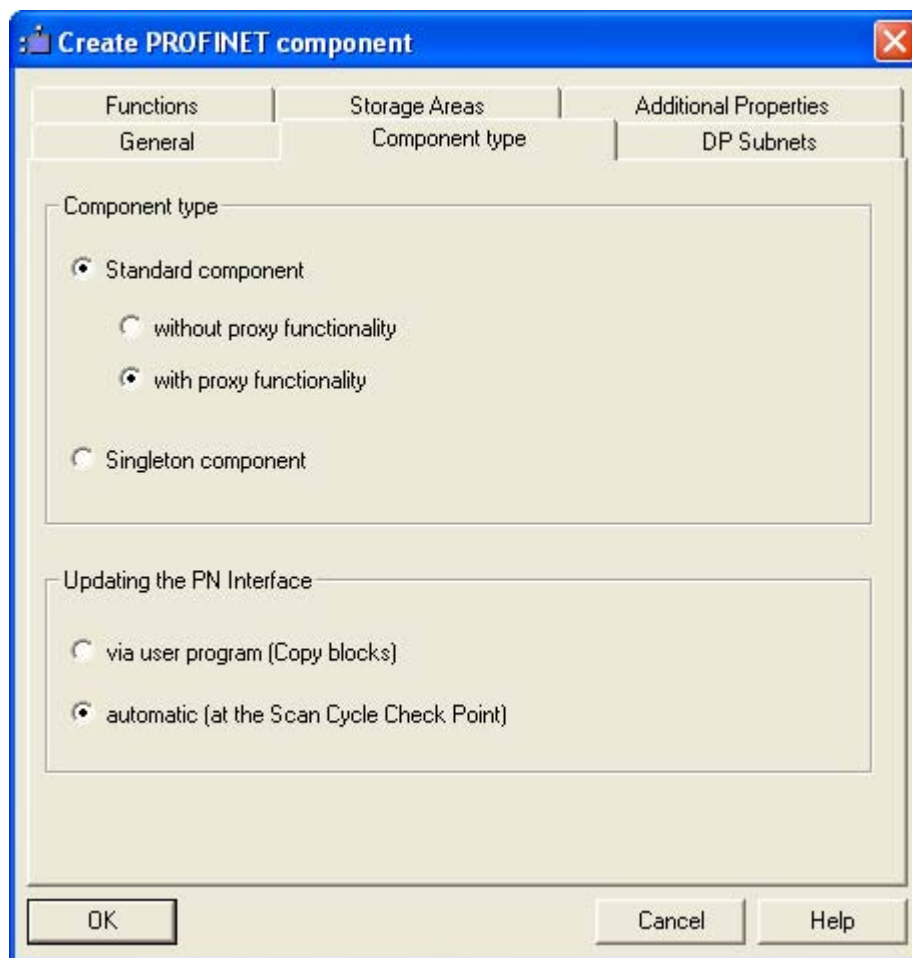 Create PROFINET component
Functions Storage Areas Additional Properties
General Component type DP Subnets
Component type
Standard component
without proxy functionality
with proxy functionality
Singleton component
Updating the PN Interface
via user program (Copy blocks)
automatic (at the Scan Cycle Check Point)
OK Cancel Help